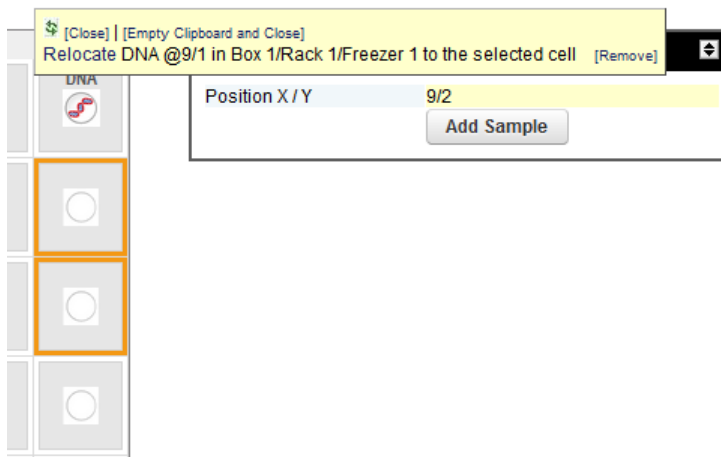 [Close] | [Empty Clipboard and Close]
Relocate DNA @9/1 in Box 1/Rack 1/Freezer 1 to the selected cell [Remove]
DNA
Position X / Y 9/2
Add Sample